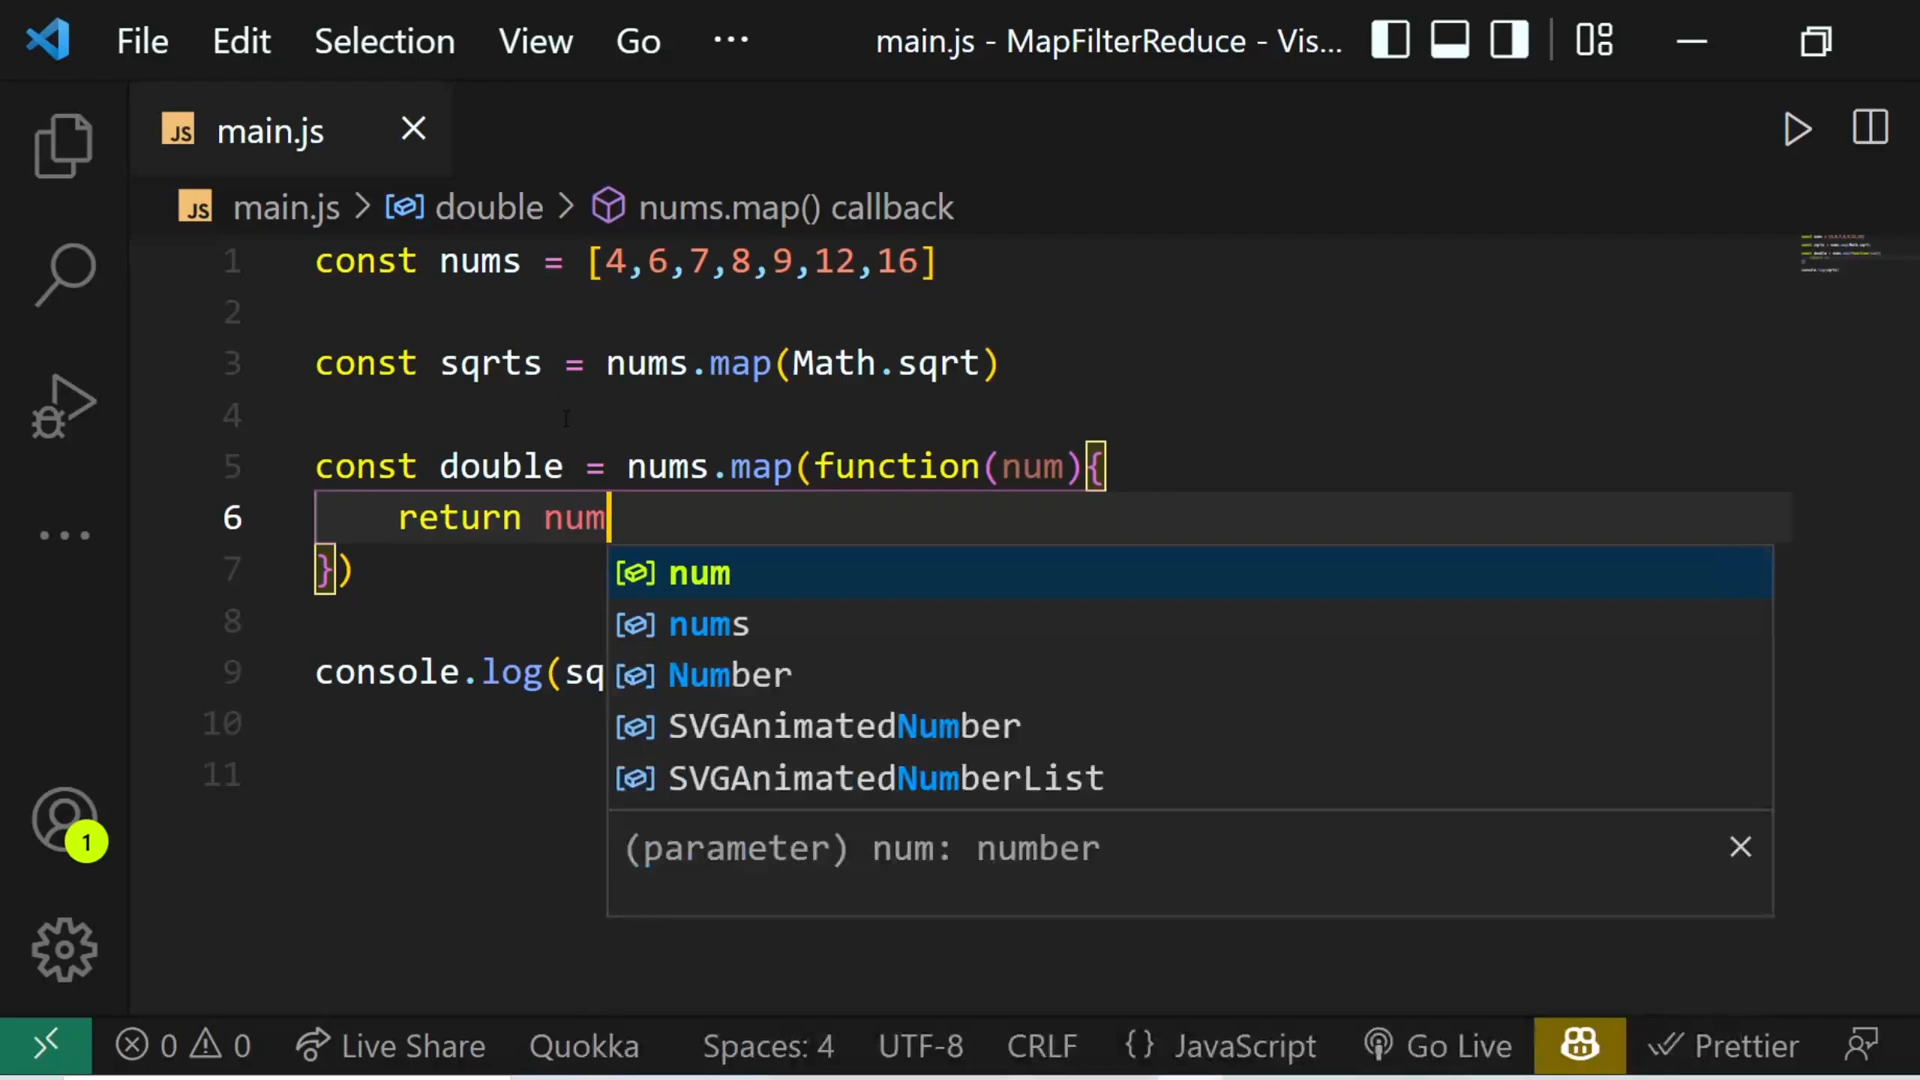 File Edit Selection View Go ··· main.js - MapFilterReduce - Vis...
JS main.js
JS main.js > double > nums.map() callback
1 const nums = [4,6,7,8,9,12,16]
2
3 const sqrts = nums.map(Math.sqrt)
4
5 const double = nums.map(function(num){
6 return num
7 })
8
9 console.log(sq
10
11
num
nums
Number
SVGAnimatedNumber
SVGAnimatedNumberList
(parameter) num: number
1
0 0 Live Share Quokka Spaces: 4 UTF-8 CRLF {} JavaScript Go Live Prettier